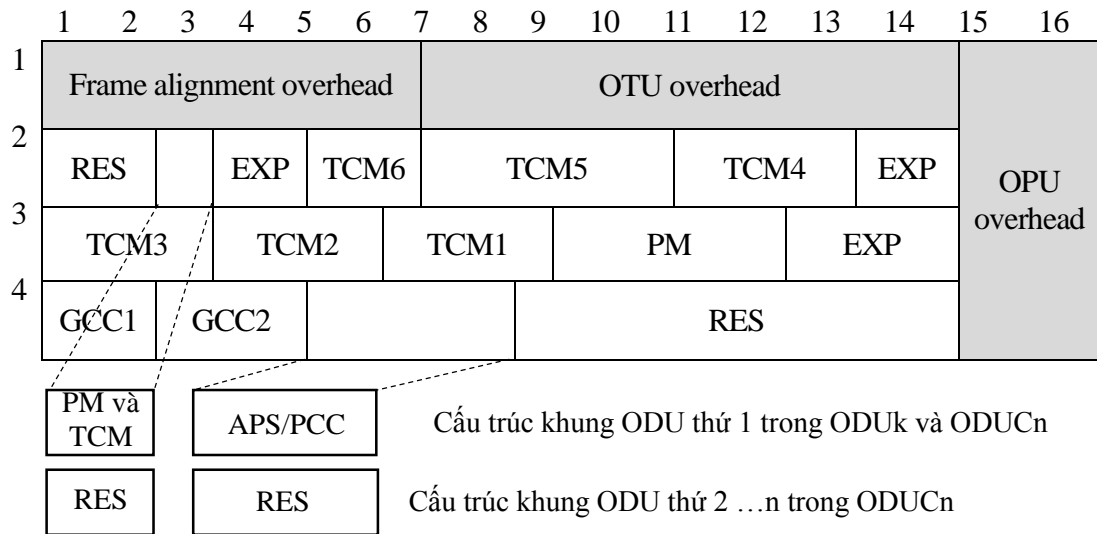 1 2 3 4 5 6 7 8 9 10 11 12 13 14 15 16
1
Frame alignment overhead OTU overhead
2
RES EXP TCM6 TCM5 TCM4 EXP
OPU
overhead
3
TCM3 TCM2 TCM1 PM EXP
4
GCC1 GCC2 RES
PM và
TCM
APS/PCC Cấu trúc khung ODU thứ 1 trong ODUk và ODUCn
RES RES Cấu trúc khung ODU thứ 2 …n trong ODUCn